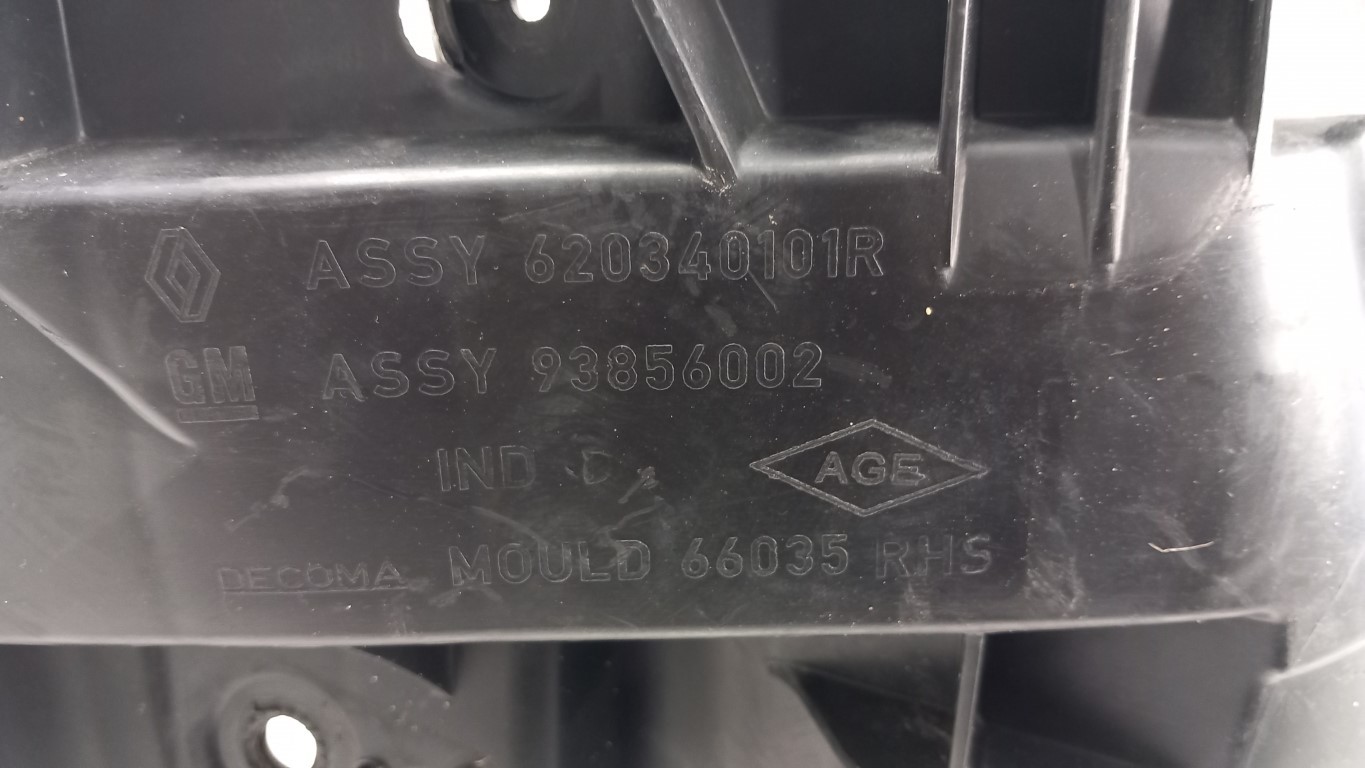 ASSY 620340101R
GM ASSY 93856002
IND D
AGE
DECOMA MOULD 66035 RHS